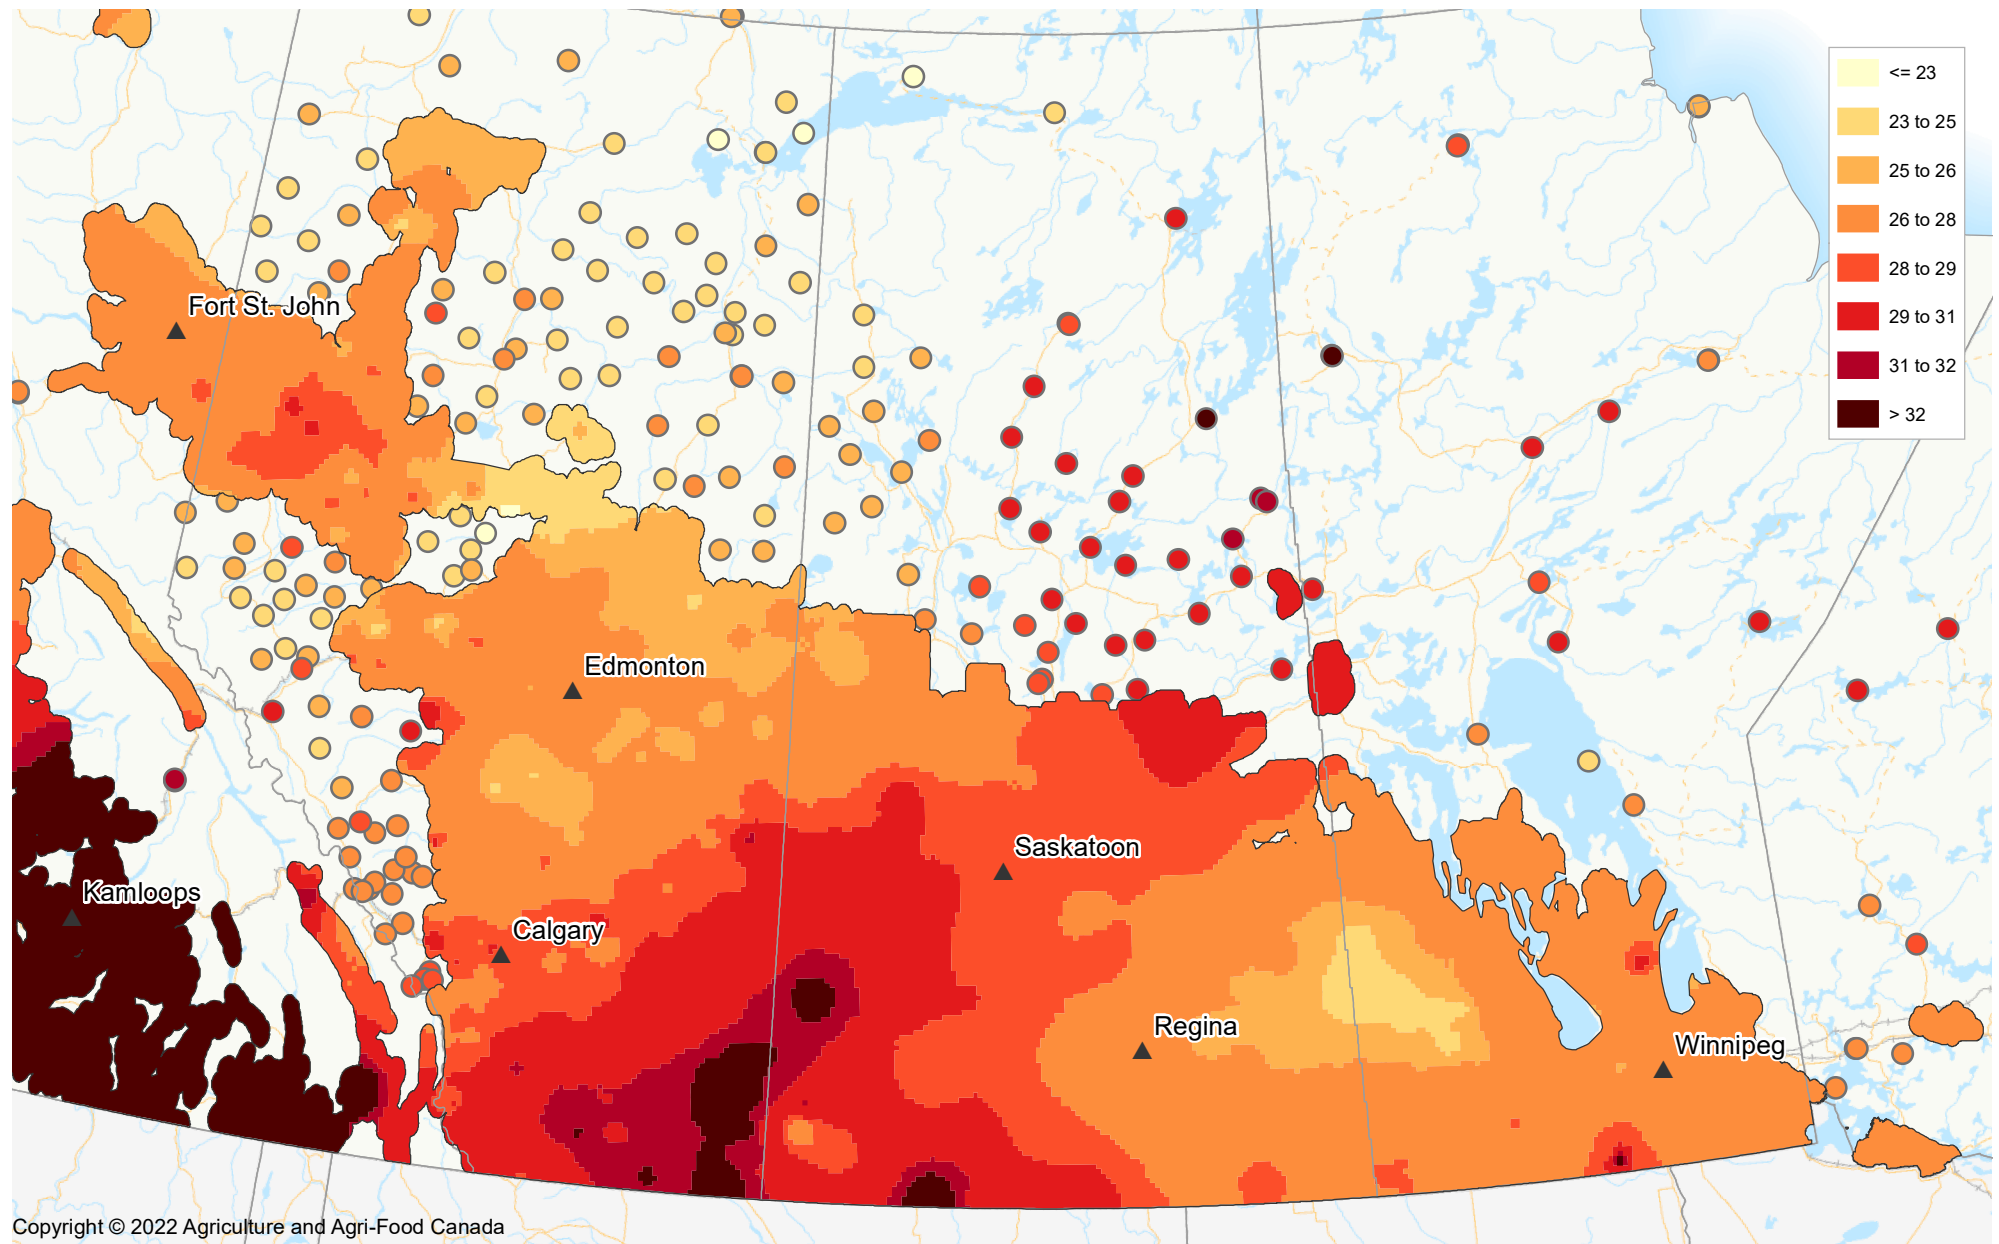 <= 23
23 to 25
25 to 26
26 to 28
28 to 29
29 to 31
31 to 32
> 32
Fort St. John
Edmonton
Saskatoon
Kamloops
Calgary
Regina
Winnipeg
Copyright © 2022 Agriculture and Agri-Food Canada